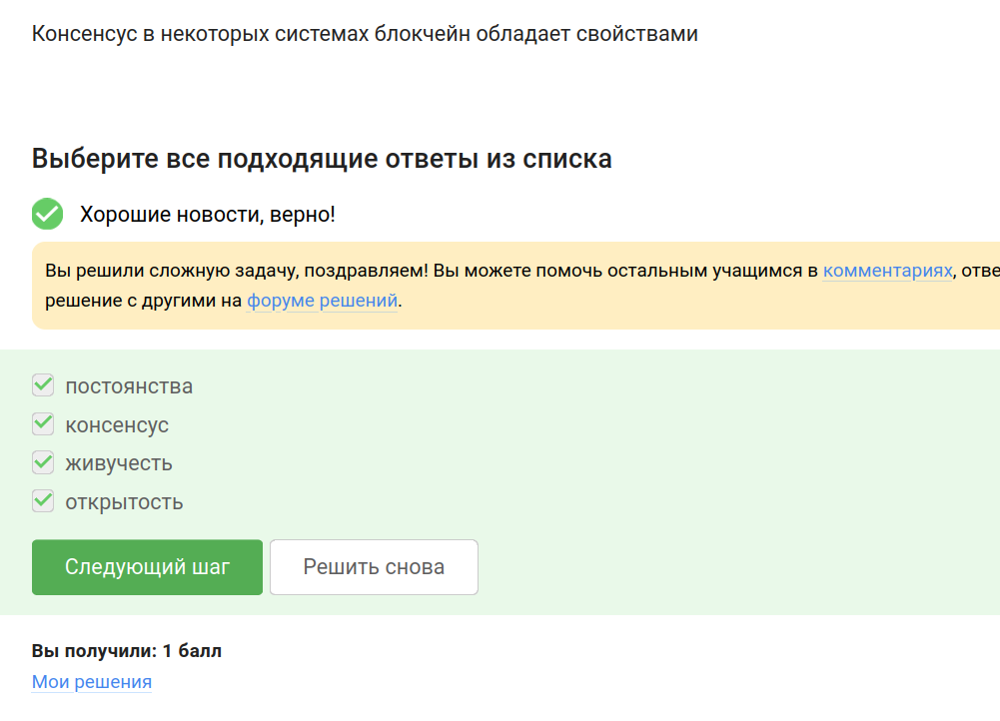 Консенсус в некоторых системах блокчейн обладает свойствами
Выберите все подходящие ответы из списка
Хорошие новости, верно!
Вы решили сложную задачу, поздравляем! Вы можете помочь остальным учащимся в комментариях, отве
решение с другими на форуме решений.
постоянства
консенсус
живучесть
открытость
Следующий шаг Решить снова
Вы получили: 1 балл
Мои решения